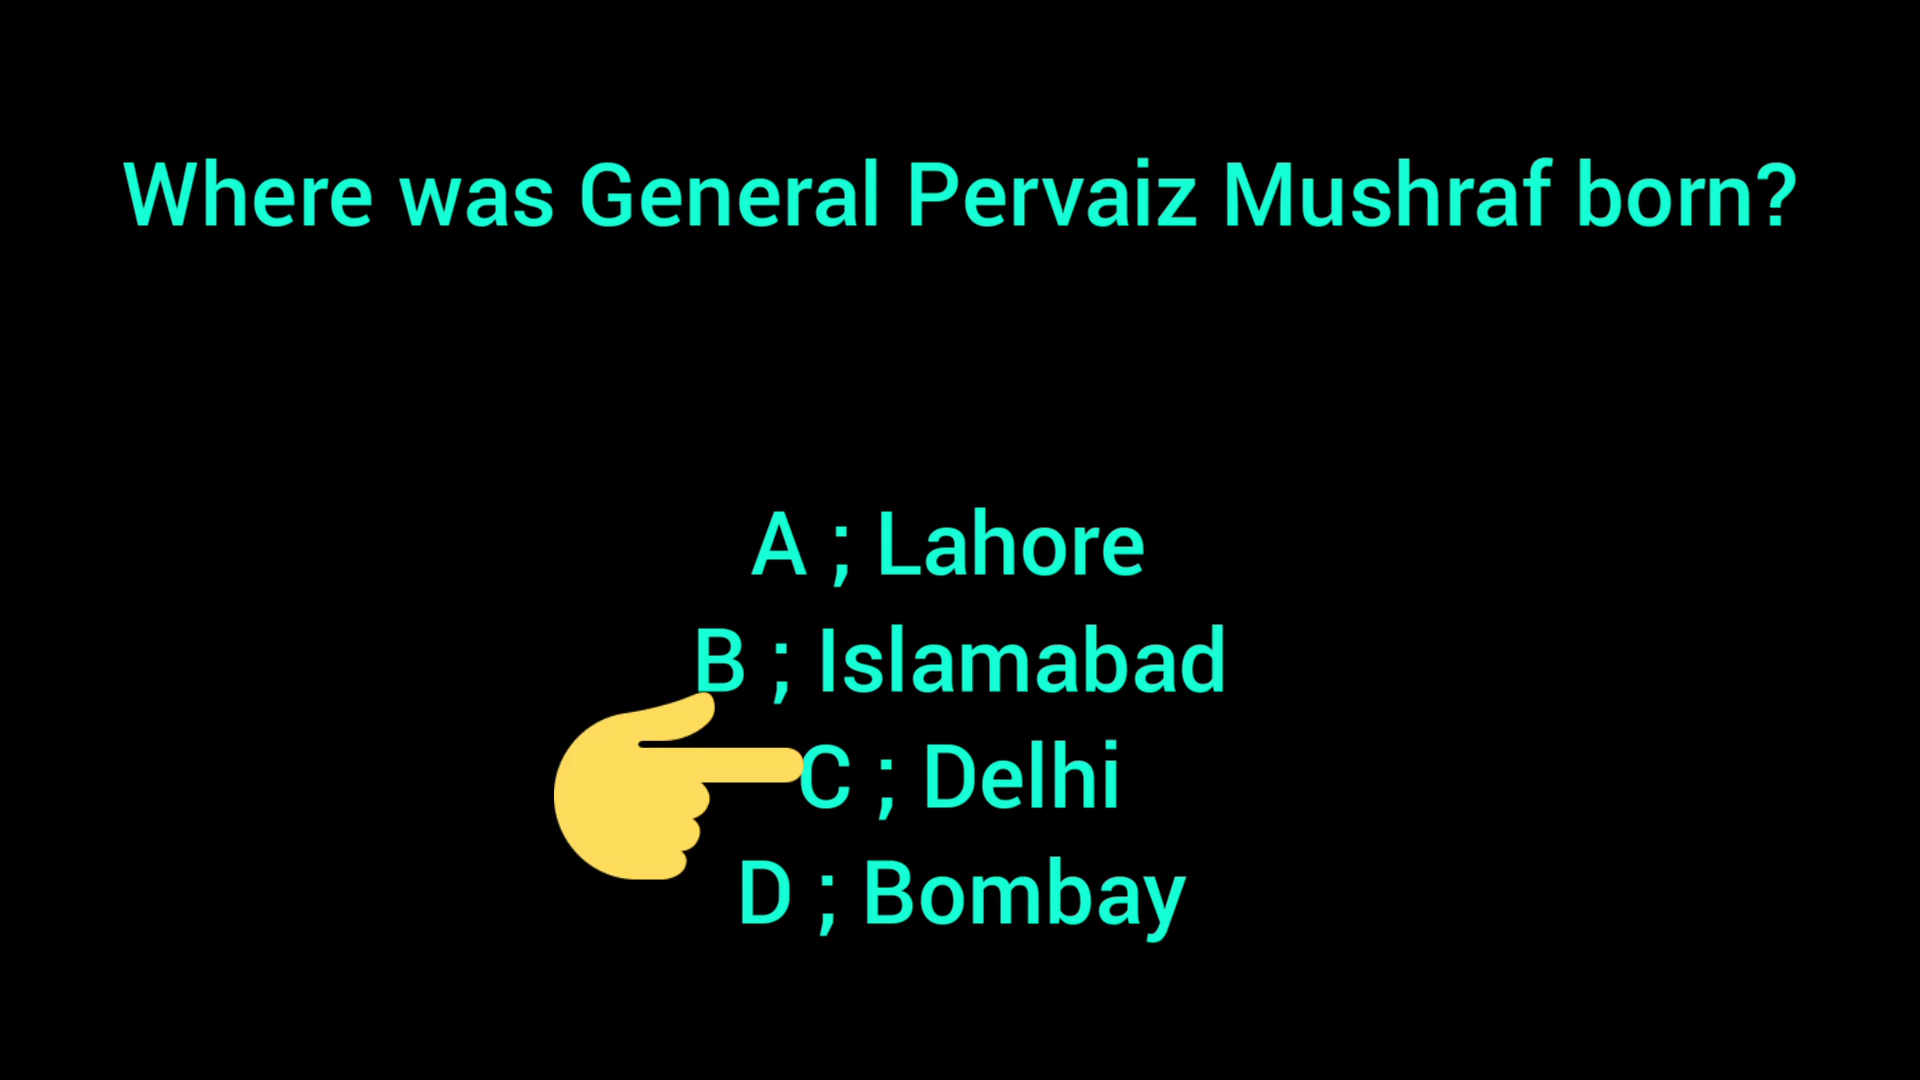 Where was General Pervaiz Mushraf born?
A ; Lahore
B ; Islamabad
C ; Delhi
D ; Bombay